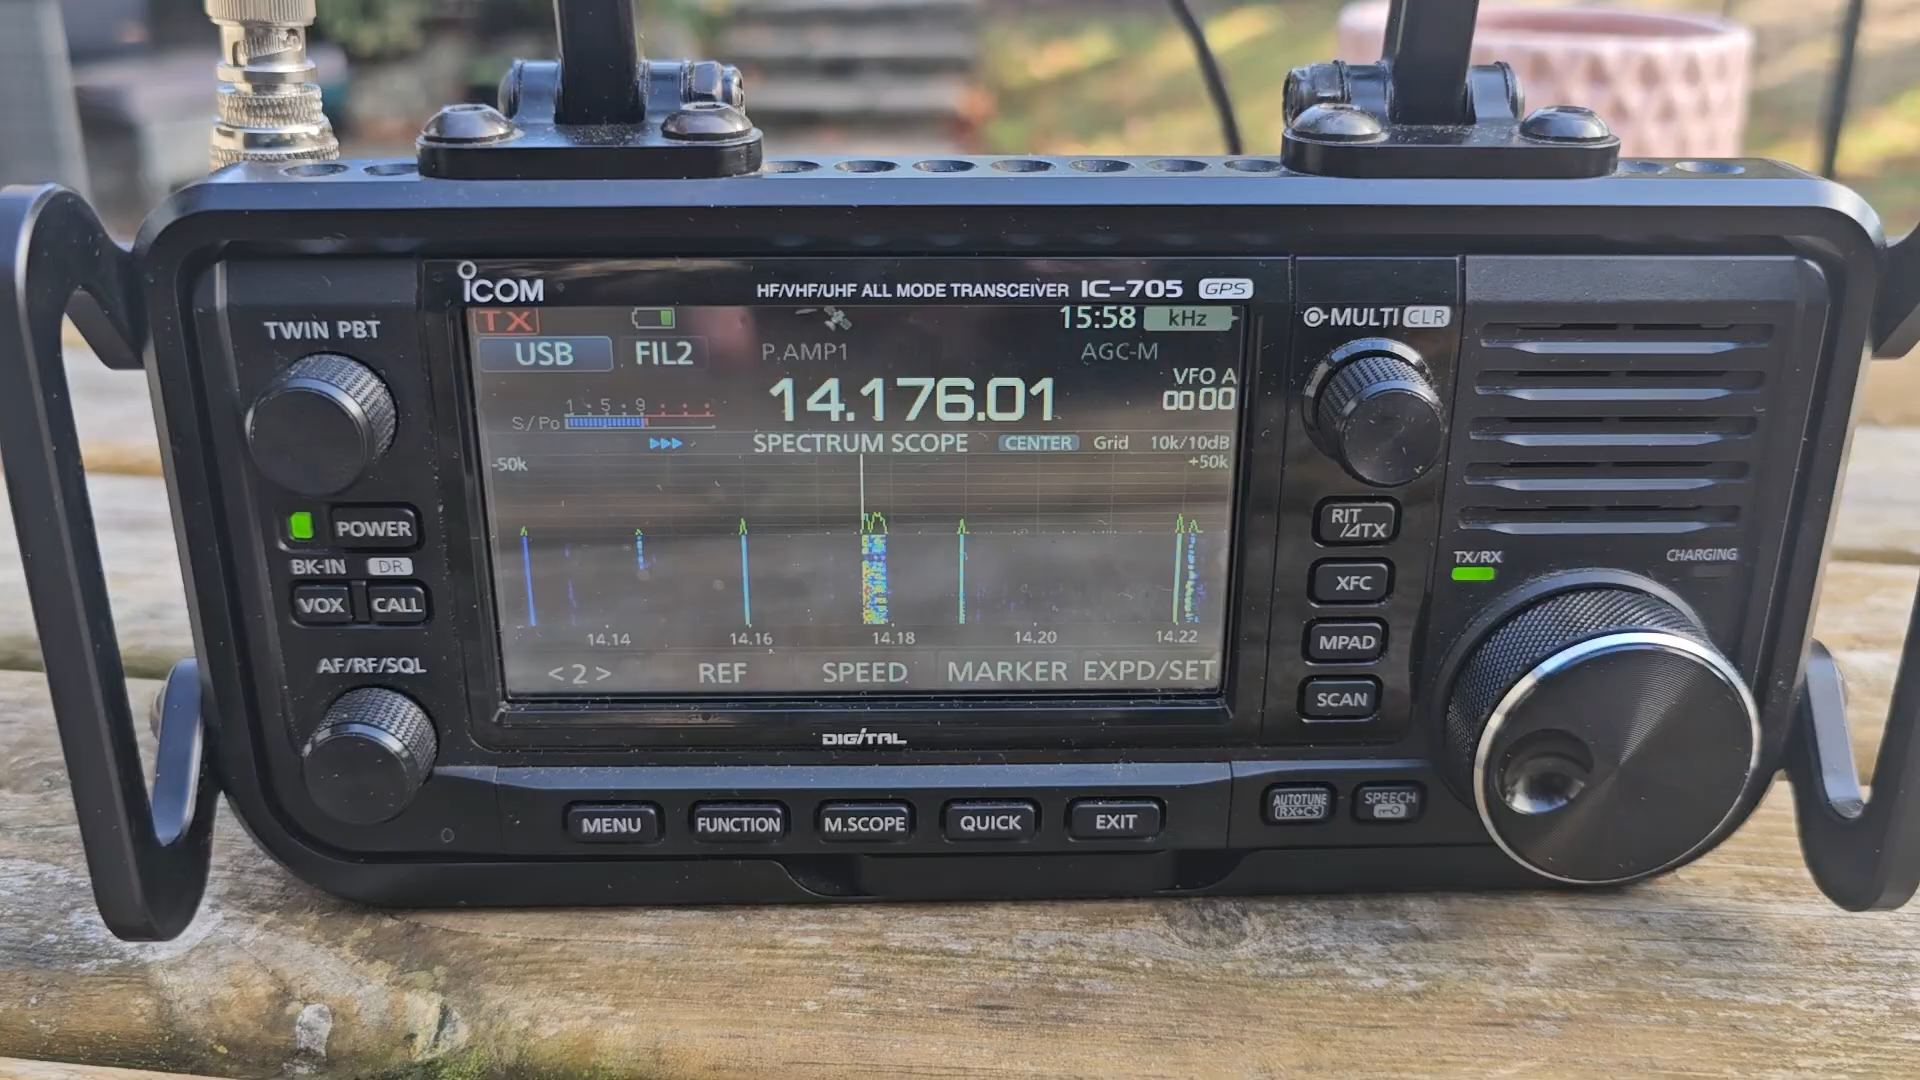 ICOM HF/VHF/UHF ALL MODE TRANSCEIVER IC-705 GPS
TWIN PBT
TX 15:58 kHz
USB FIL2 P.AMP1 AGC-M
14.176.01 VFO A
00 00
1 5 9
S/Po
SPECTRUM SCOPE CENTER Grid 10k/10dB
-50k +50k
14.14 14.16 14.18 14.20 14.22
<2> REF SPEED MARKER EXPD/SET
DIGITAL
POWER
BK-IN DR
VOX CALL
AF/RF/SQL
MULTI CLR
RIT
/⊿TX
XFC
MPAD
SCAN
TX/RX CHARGING
MENU FUNCTION M.SCOPE QUICK EXIT
AUTOTUNE
RX→CS
SPEECH